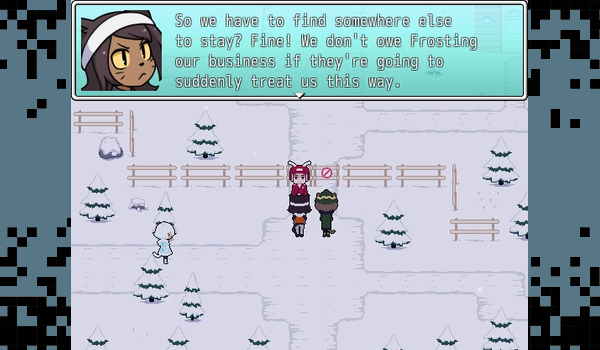 So we have to find somewhere else
to stay? Fine! We don't owe Frosting
our business if they're going to
suddenly treat us this way.